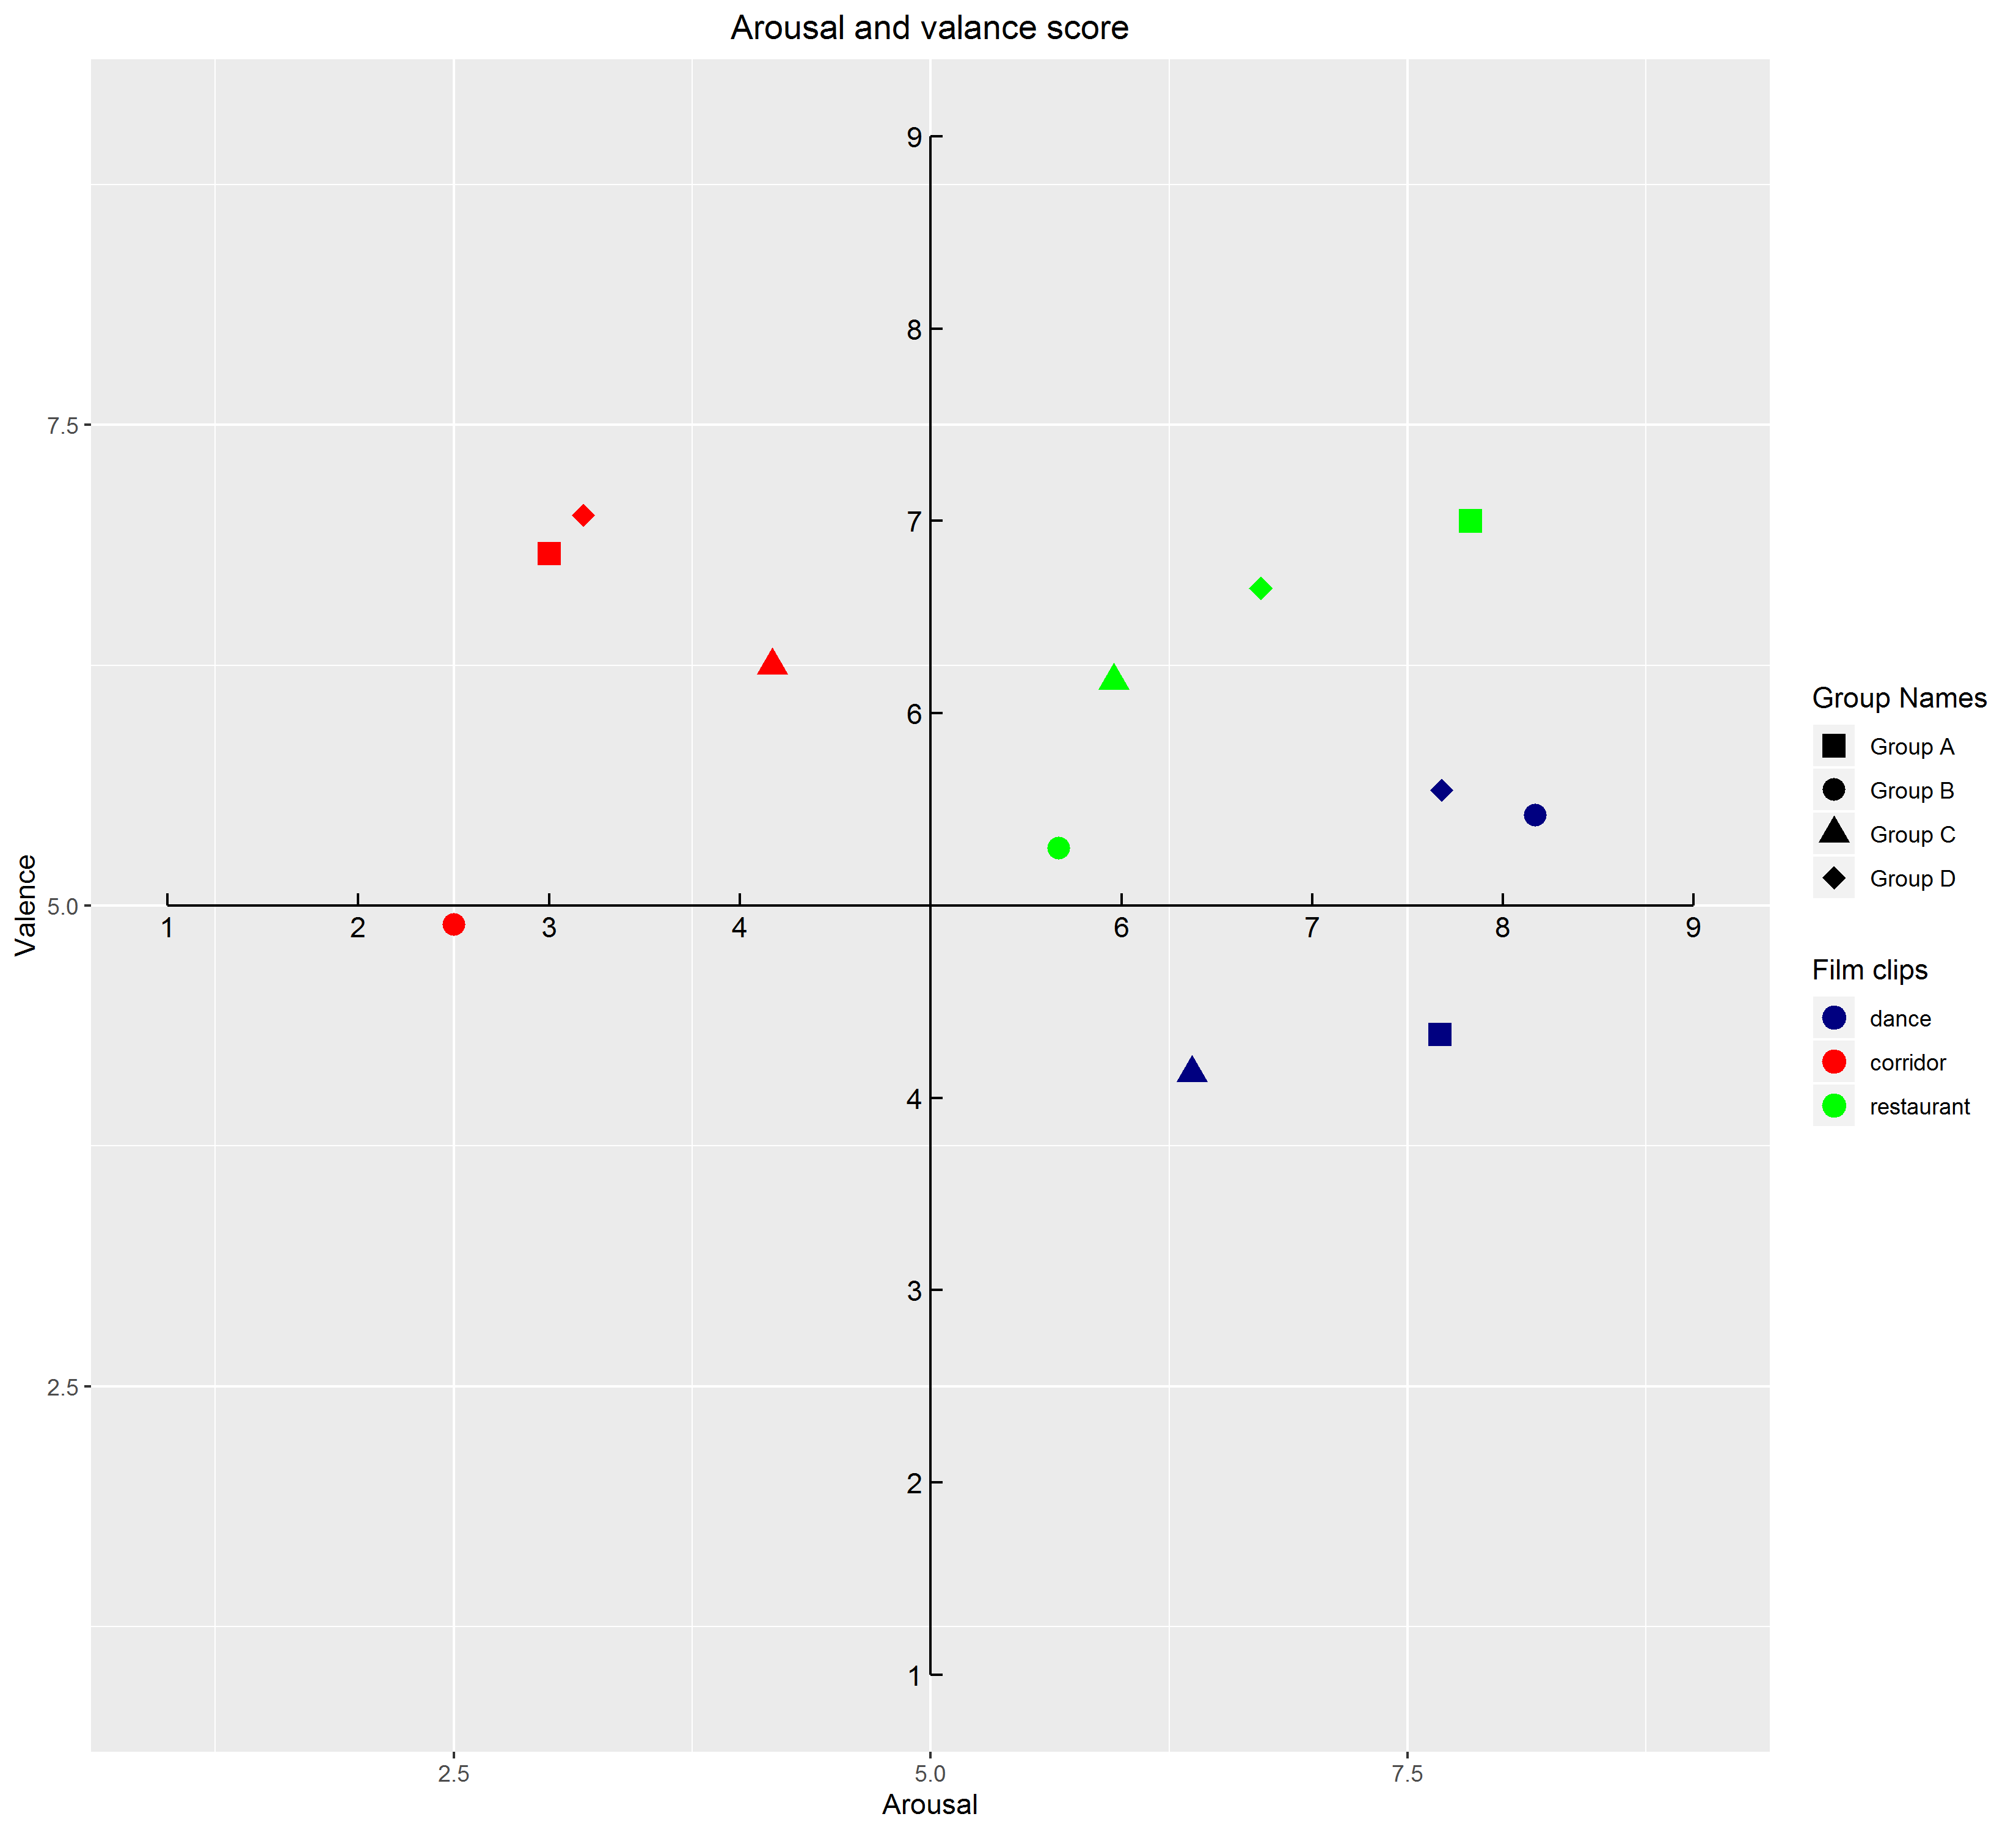 Arousal and valance score
9
8
7.5
7
6
Valence
5.0
1 2 3 4 6 7 8 9
4
3
2.5
2
1
2.5 5.0 7.5
Arousal
Group Names
Group A
Group B
Group C
Group D
Film clips
dance
corridor
restaurant